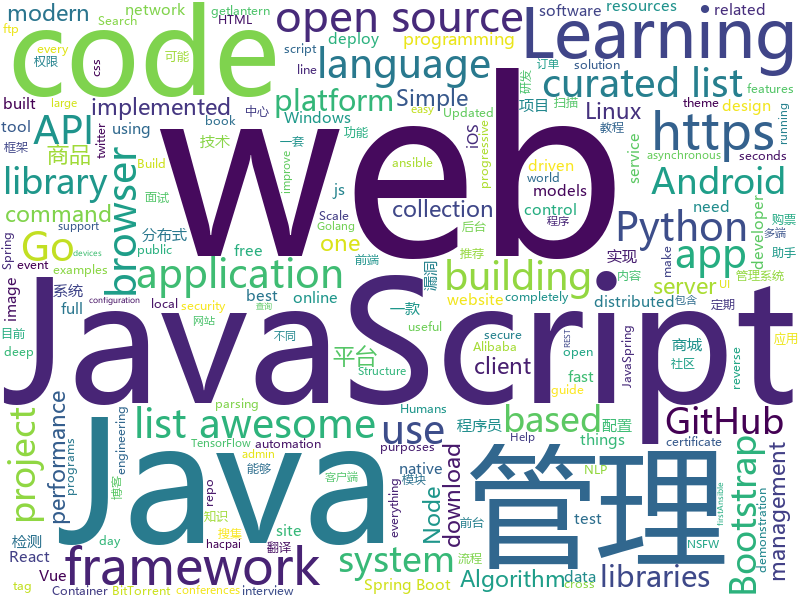 modern
network
getlantern
Search
HTML
open source
software
resources
related
ftp
every
可能
code
script
deploy
programming
Learning
权限
css
language
line
solution
研发
订单
features
large
中心
platform
Simple
easy
Updated
curated list
built
implemented
book
Windows
iOS
项目
扫描
theme
design
tool
API
using
twitter
技术
一套
功能
progressive
Linux
教程
https
running
框架
商品
web
Build
improve
ansible
driven
asynchronous
seconds
library
browser
面试
js
world
models
service
Android
command
collection
control
need
developer
Go
分布式
one
Scale
Golang
后台
程序
Python
购票
Spring
event
support
public
free
前端
推荐
实现
app
多端
devices
examples
application
building
漏洞
make
助手
image
系统
best
online
website
completely
server
内容
UI
管理系统
full
configuration
local
security
一款
distributed
包含
定期
目前
网站
查询
不同
useful
secure
REST
open
商城
JavaSpring
应用
deep
平台
client
Alibaba
fast
社区
reverse
Structure
guide
JavaScript
list awesome
parsing
Humans
based
GitHub
project
performance
programs
engineering
Java
use
程序员
配置
things
certificate
TensorFlow
automation
purposes
native
Help
Bootstrap
management
博客
admin
能够
客户端
模块
NLP
管理
repo
everything
Node
download
test
检测
知识
搜集
site
前台
NSFW
demonstration
firstAnsible
React
day
hacpai
翻译
system
流程
framework
Vue
libraries
tag
Container
BitTorrent
conferences
interview
Spring Boot
Algorithm
data
cross